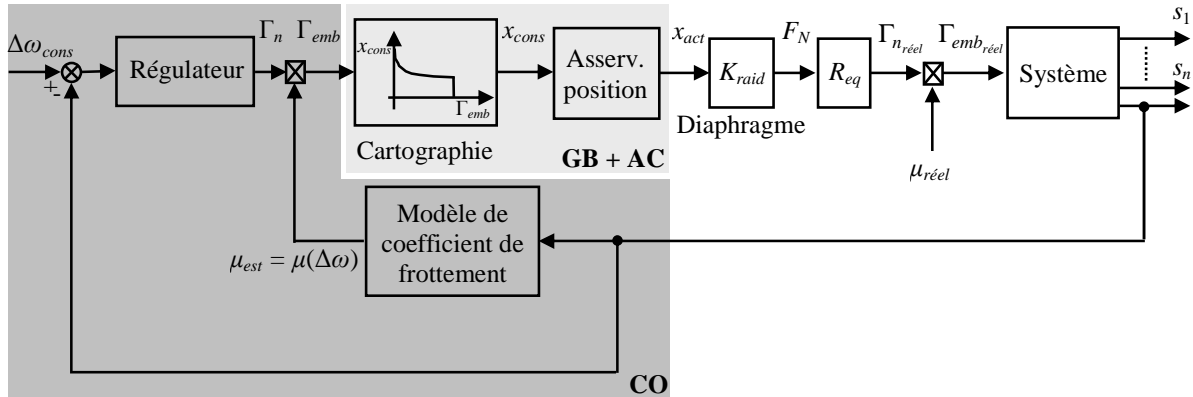 Δω_cons
+
-
Régulateur
Γ_n
Γ_emb
x_cons
Γ_emb
Cartographie
x_cons
Asserv.
position
GB + AC
x_act
K_raid
Diaphragme
F_N
R_eq
Γ_n_réel
Γ_emb_réel
μ_réel
Système
s_1
s_n
Modèle de
coefficient de
frottement
μ_est = μ(Δω)
CO